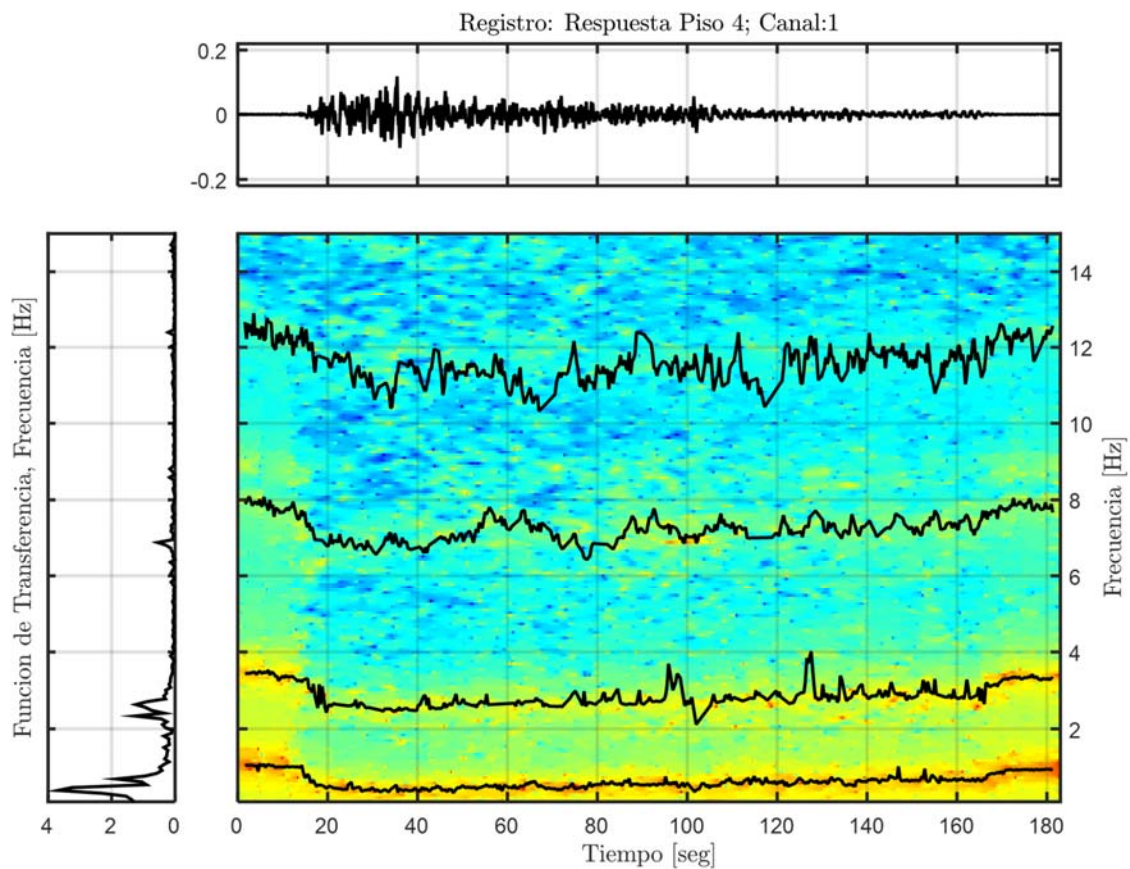 Registro: Respuesta Piso 4; Canal:1
0.2
0
-0.2
Funcion de Transferencia, Frecuencia [Hz]
4 2 0
14
12
10
8
6
4
2
Frecuencia [Hz]
0 20 40 60 80 100 120 140 160 180
Tiempo [seg]